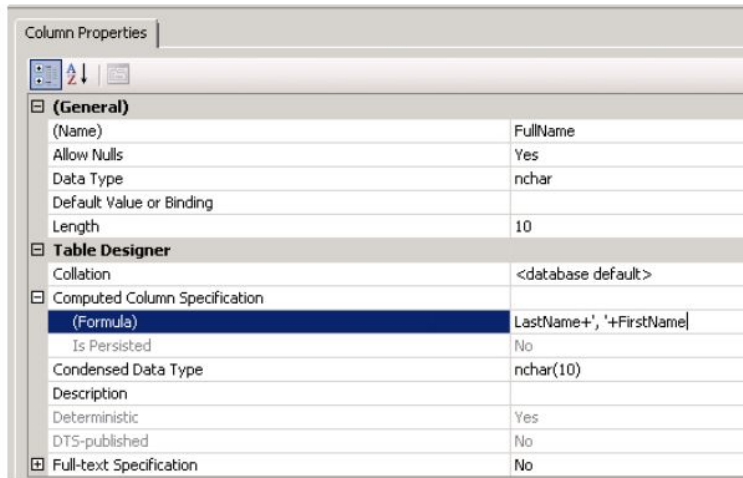 Column Properties
(General)
(Name) FullName
Allow Nulls Yes
Data Type nchar
Default Value or Binding
Length 10
Table Designer
Collation <database default>
Computed Column Specification
(Formula) LastName+', '+FirstName
Is Persisted No
Condensed Data Type nchar(10)
Description
Deterministic Yes
DTS-published No
Full-text Specification No